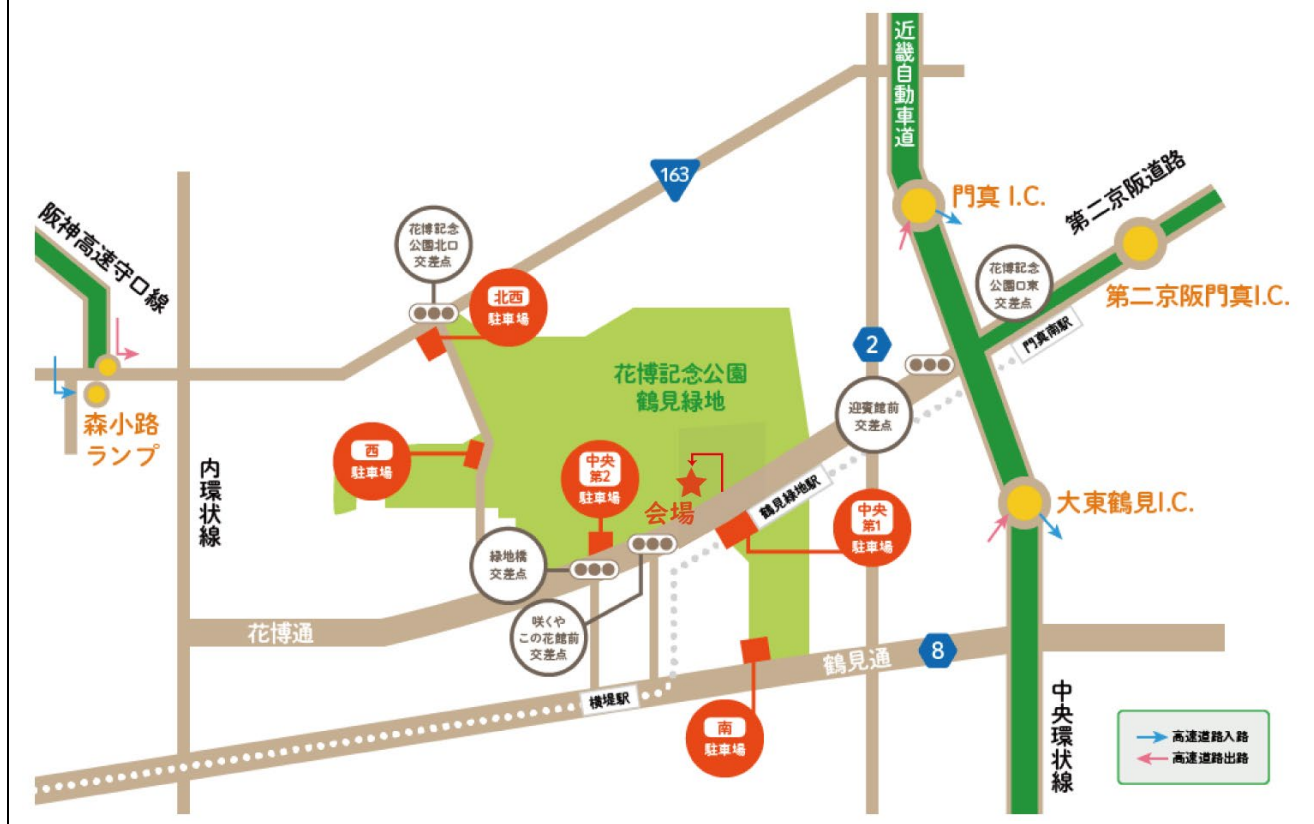 近畿自動車道
163
門真 I.C.
第二京阪道路
阪神高速守口線
花博記念
公園北口
交差点
北西
駐車場
花博記念
公園口東
交差点
第二京阪門真I.C.
門真南駅
2
花博記念公園
鶴見緑地
迎賓館前
交差点
森小路
ランプ
内環状線
西
駐車場
中央
第2
駐車場
会場
鶴見緑地駅
中央
第1
駐車場
大東鶴見I.C.
緑地橋
交差点
咲くや
この花館前
交差点
花博通
鶴見通
8
横堤駅
南
駐車場
中央環状線
高速道路入路
高速道路出路